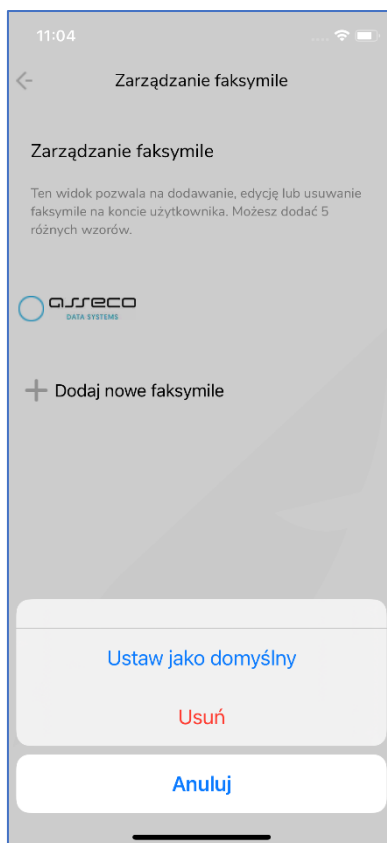 11:04
Zarządzanie faksymile
Zarządzanie faksymile
Ten widok pozwala na dodawanie, edycję lub usuwanie
faksymile na koncie użytkownika. Możesz dodać 5
różnych wzorów.
asseco
DATA SYSTEMS
Dodaj nowe faksymile
Ustaw jako domyślny
Usuń
Anuluj